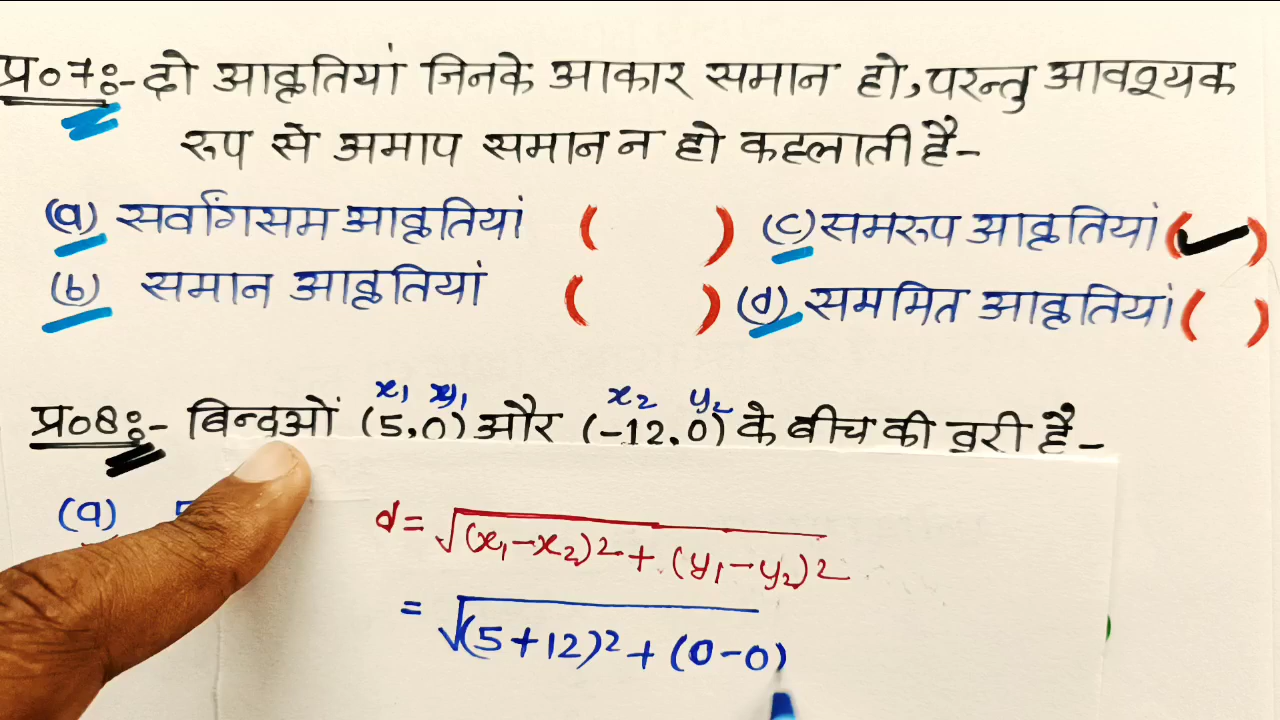 प्र०7:- दो आकृतियां जिनके आकार समान हो, परन्तु आवश्यक
रुप से अमाप समान न हो कहलाती है-
(a) सर्वांगसम आकृतियां ( ) (c) समरुप आकृतियां (✓)
(b) समान आकृतियां ( ) (d) सममित आकृतियां ( )
x₁ y₁ x₂ y₂
प्र०8:- बिन्दुओं (5,0) और (-12,0) के बीच की दूरी है-
(a)
d = √(x₁-x₂)² + (y₁-y₂)²
= √(5+12)² + (0-0)